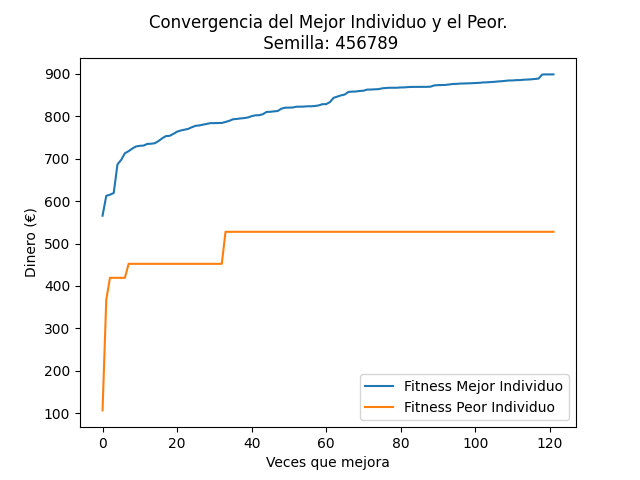 Convergencia del Mejor Individuo y el Peor.
Semilla: 456789
Dinero (€)
900
800
700
600
500
400
300
200
100
0
20
40
60
80
100
120
Veces que mejora
Fitness Mejor Individuo
Fitness Peor Individuo